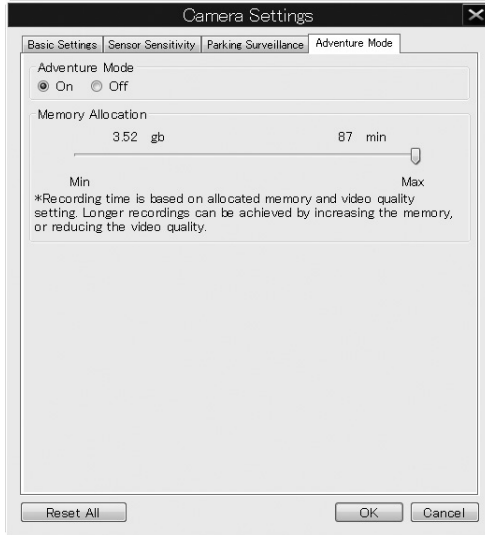 Camera Settings
Basic Settings Sensor Sensitivity Parking Surveillance Adventure Mode
Adventure Mode
On Off
Memory Allocation
3.52 gb 87 min
Min Max
*Recording time is based on allocated memory and video quality
setting. Longer recordings can be achieved by increasing the memory,
or reducing the video quality.
Reset All OK Cancel